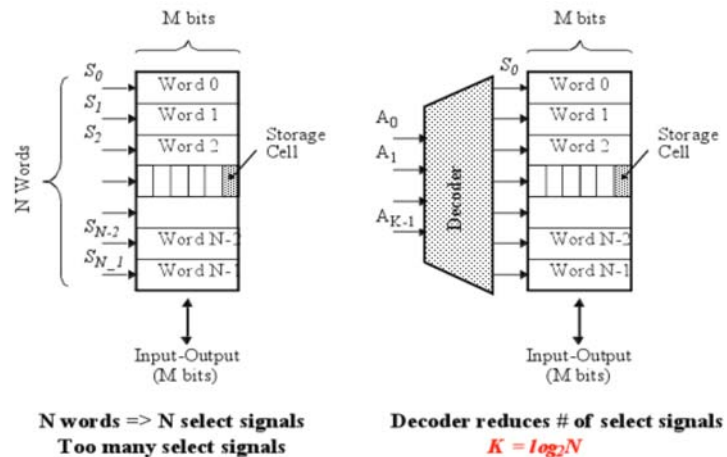 M bits
S0
Word 0
S1
Word 1
S2
Word 2
Storage
Cell
N Words
SN-2
Word N-2
SN_1
Word N-1
Input-Output
(M bits)
N words => N select signals
Too many select signals
M bits
S0
Word 0
A0
Word 1
A1
Word 2
Storage
Cell
Decoder
AK-1
Word N-2
Word N-1
Input-Output
(M bits)
Decoder reduces # of select signals
K = log2N